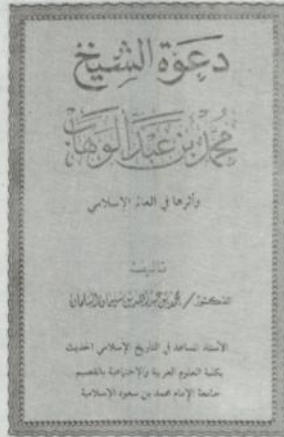 دعوة الشيخ
محمد بن عبد الوهاب
وأثرها في العالم الإسلامي
تأليف
الدكتور / محمد بن عبد الله بن سليمان السلمان
الأستاذ المساعد في التاريخ الإسلامي الحديث
بكلية العلوم العربية والإجتماعية بالقصيم
جامعة الإمام محمد بن سعود الإسلامية